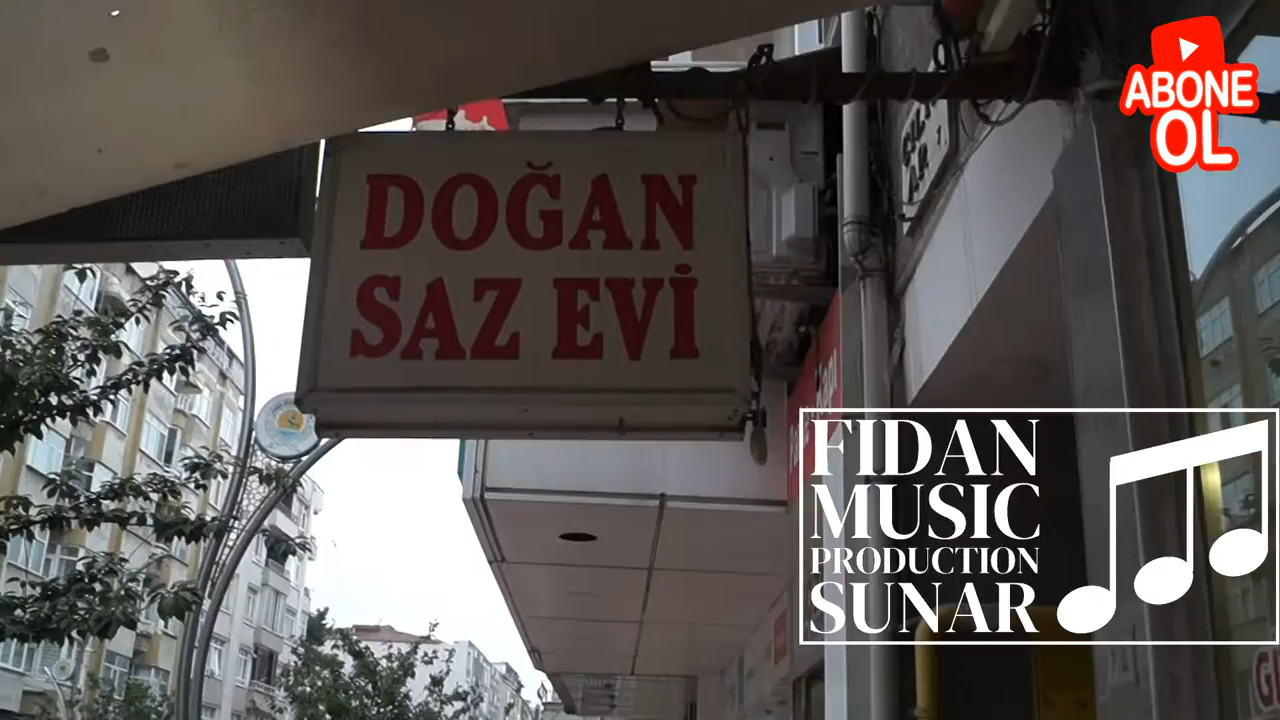 ABONE
OL
DOĞAN
SAZ EVİ
FIDAN
MUSIC
PRODUCTION
SUNAR